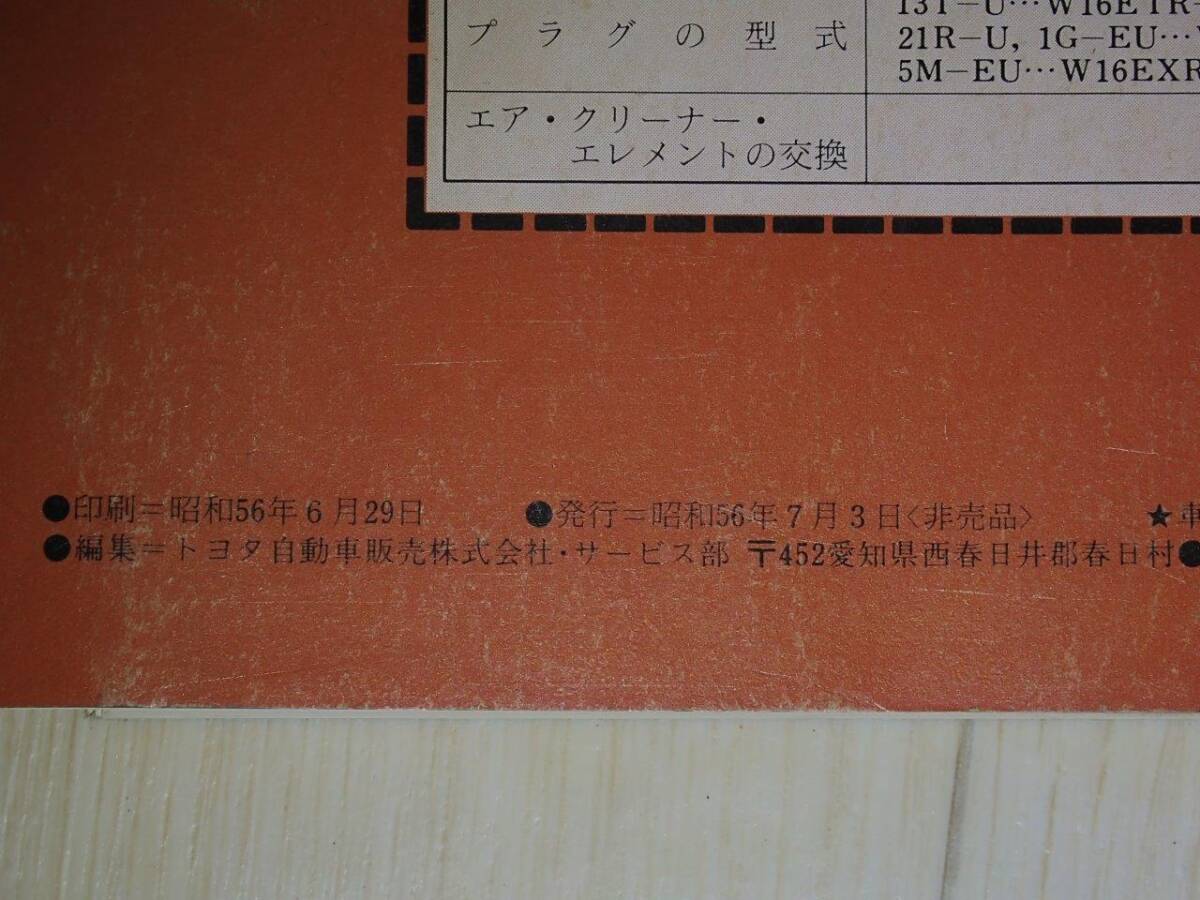 13T-U…W16ETR-
プラグの型式
21R-U, 1G-EU…
5M-EU…W16EXR
エア・クリーナー・
エレメントの交換
●印刷=昭和56年6月29日 ●発行=昭和56年7月3日<非売品> ★車
●編集=トヨタ自動車販売株式会社・サービス部 〒452愛知県西春日井郡春日村●